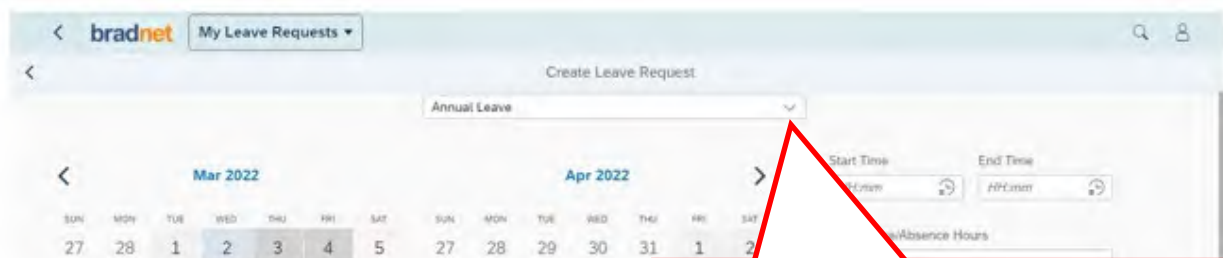 bradnet My Leave Requests
Create Leave Request
Annual Leave
Start Time End Time
HH:mm
Mar 2022 Apr 2022
SUN MON TUE WED THU FRI SAT SUN MON TUE WED THU FRI SAT
Absence Hours
27 28 1 2 3 4 5 27 28 29 30 31 1 2